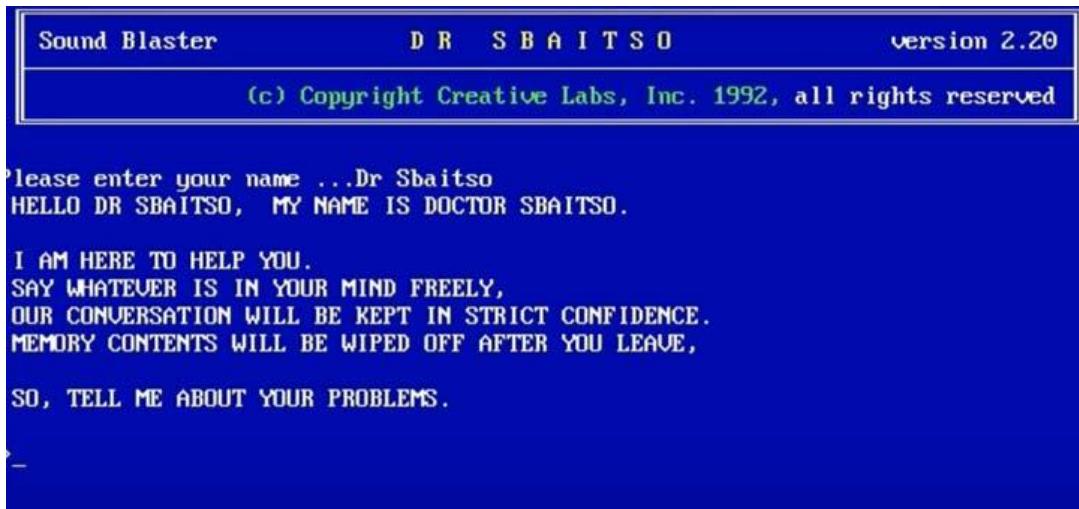 Sound Blaster DR SBAITSO version 2.20
(c) Copyright Creative Labs, Inc. 1992, all rights reserved
Please enter your name ...Dr Sbaitso
HELLO DR SBAITSO, MY NAME IS DOCTOR SBAITSO.
I AM HERE TO HELP YOU.
SAY WHATEVER IS IN YOUR MIND FREELY,
OUR CONVERSATION WILL BE KEPT IN STRICT CONFIDENCE.
MEMORY CONTENTS WILL BE WIPED OFF AFTER YOU LEAVE,
SO, TELL ME ABOUT YOUR PROBLEMS.
>_